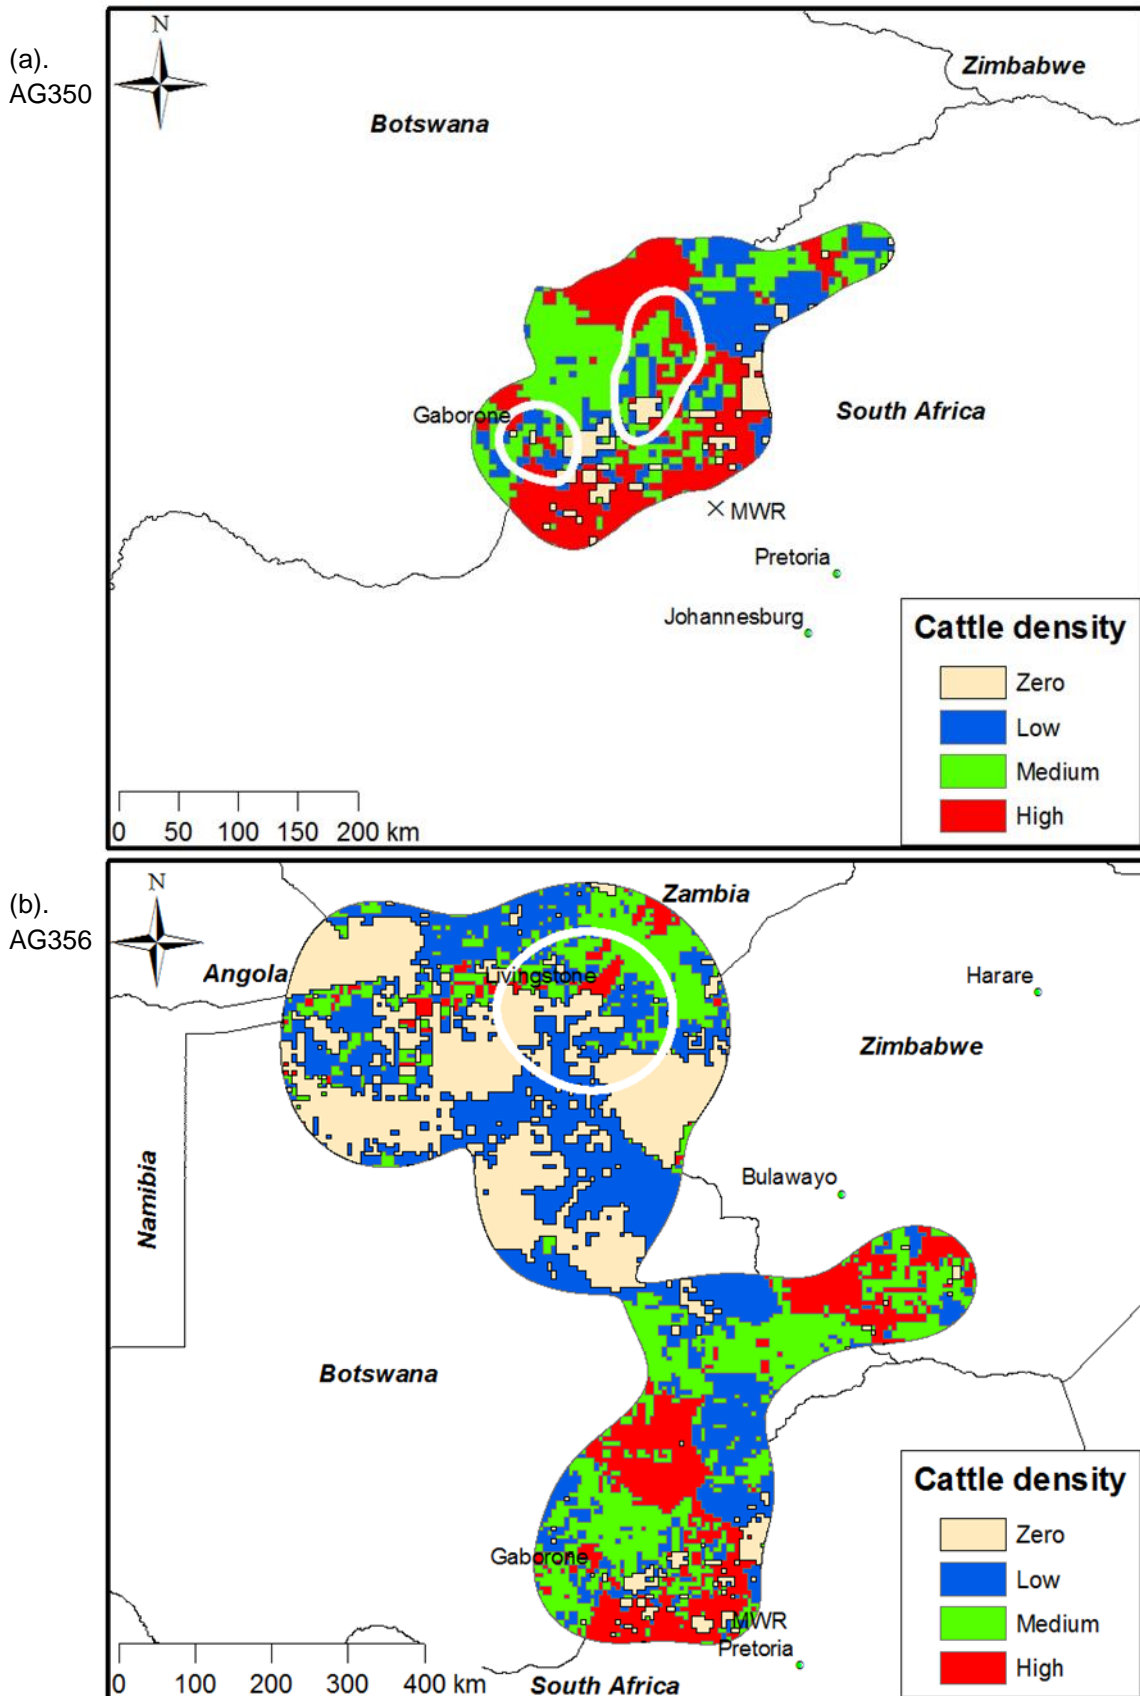 (a).
AG350
N
Zimbabwe
Botswana
Gaborone
South Africa
MWR
Pretoria
Johannesburg
Cattle density
Zero
Low
Medium
High
0 50 100 150 200 km
(b).
AG356
N
Zambia
Angola
Livingstone
Harare
Zimbabwe
Namibia
Bulawayo
Botswana
Gaborone
MWR
Pretoria
South Africa
Cattle density
Zero
Low
Medium
High
0 100 200 300 400 km